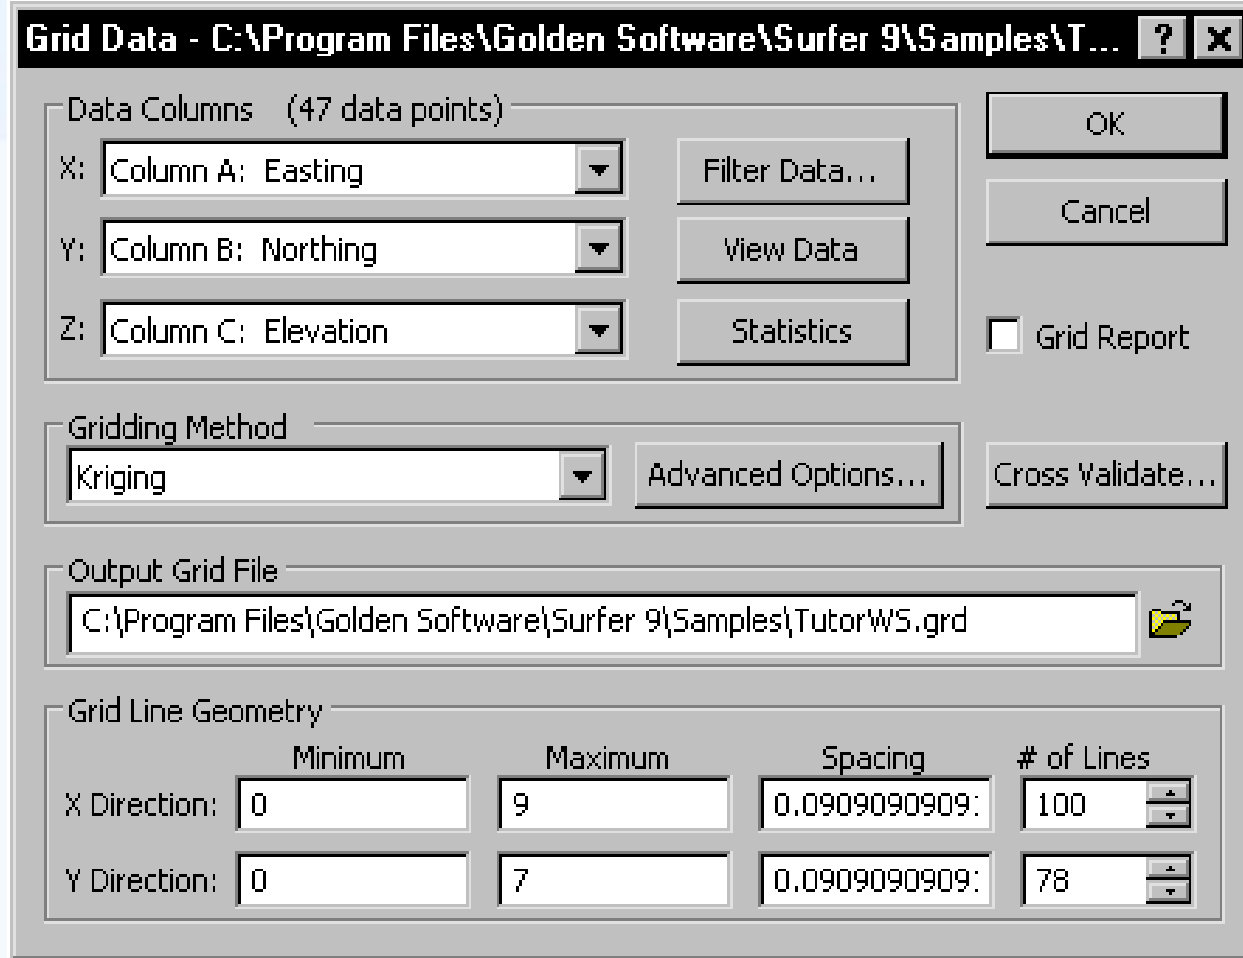 Grid Data - C:\Program Files\Golden Software\Surfer 9\Samples\T... ? X
Data Columns (47 data points)
OK
X: Column A: Easting
Filter Data...
Cancel
Y: Column B: Northing
View Data
Z: Column C: Elevation
Statistics
Grid Report
Gridding Method
Kriging
Advanced Options...
Cross Validate...
Output Grid File
C:\Program Files\Golden Software\Surfer 9\Samples\TutorWS.grd
Grid Line Geometry
Minimum Maximum Spacing # of Lines
X Direction: 0 9 0.0909090909 100
Y Direction: 0 7 0.0909090909 78